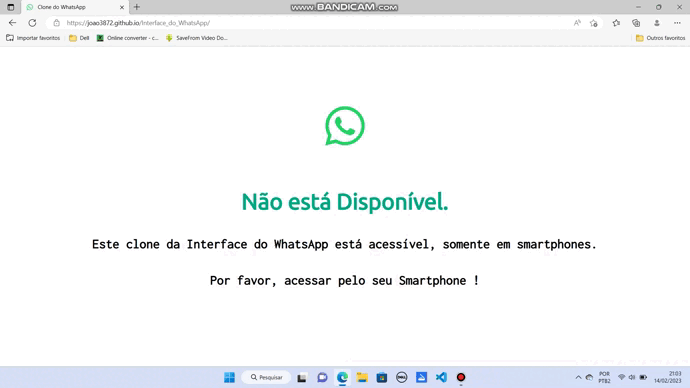 www.BANDICAM.com
Clone do WhatsApp
https://joao3872.github.io/Interface_do_WhatsApp/
Importar favoritos
Dell
Online converter - c...
SaveFrom Video Do...
Outros favoritos
Não está Disponível.
Este clone da Interface do WhatsApp está acessível, somente em smartphones.
Por favor, acessar pelo seu Smartphone !
Pesquisar
DELL
POR
PTB2
21:03
14/02/2023